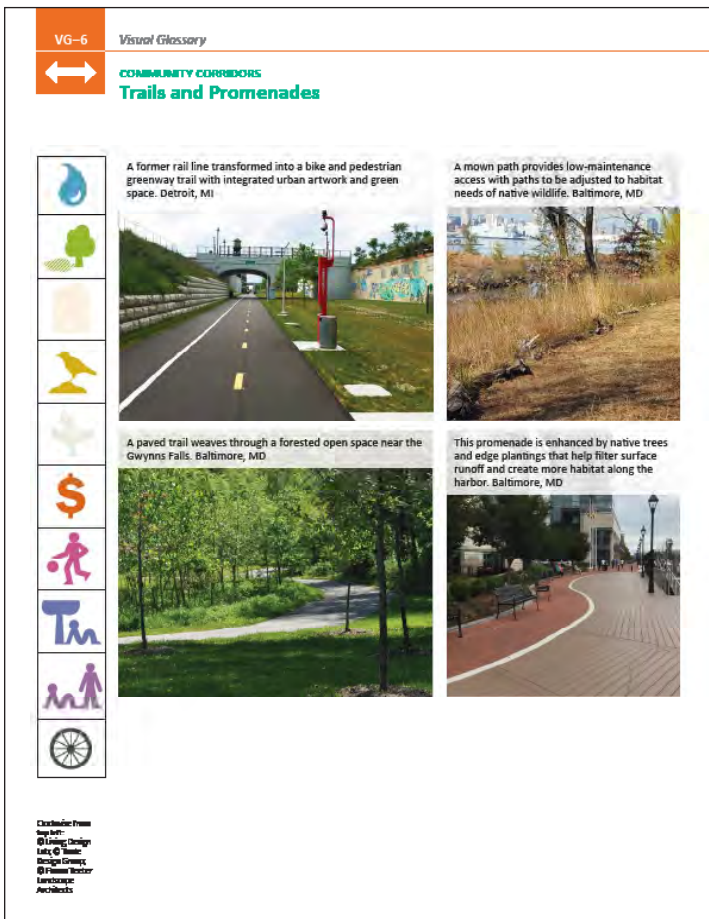 VG–6
Visual Glossary
COMMUNITY CORRIDORS
Trails and Promenades
A former rail line transformed into a bike and pedestrian
greenway trail with integrated urban artwork and green
space. Detroit, MI
A mown path provides low-maintenance
access with paths to be adjusted to habitat
needs of native wildlife. Baltimore, MD
A paved trail weaves through a forested open space near the
Gwynns Falls. Baltimore, MD
This promenade is enhanced by native trees
and edge plantings that help filter surface
runoff and create more habitat along the
harbor. Baltimore, MD
$
Clockwise from
top left:
© Living Design
Lab; ©
Design Group;
© Landscape
Architects